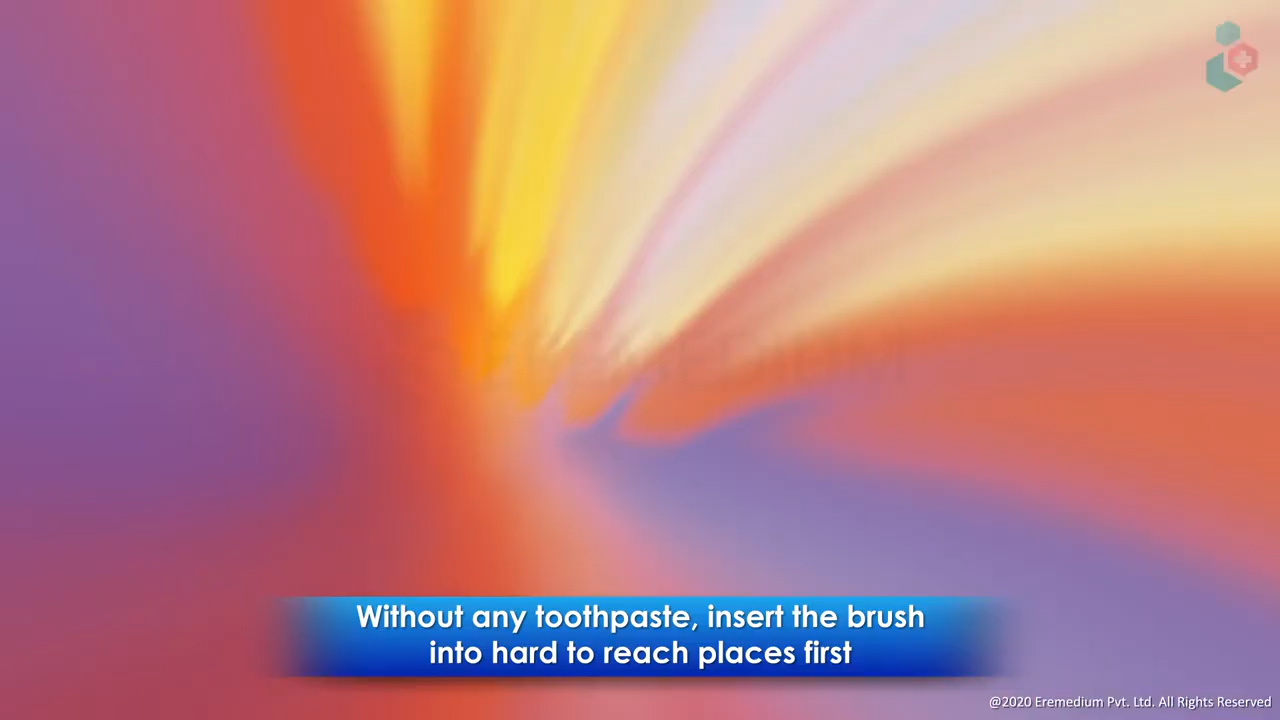 Without any toothpaste, insert the brush
into hard to reach places first
@2020 Eremedium Pvt. Ltd. All Rights Reserved